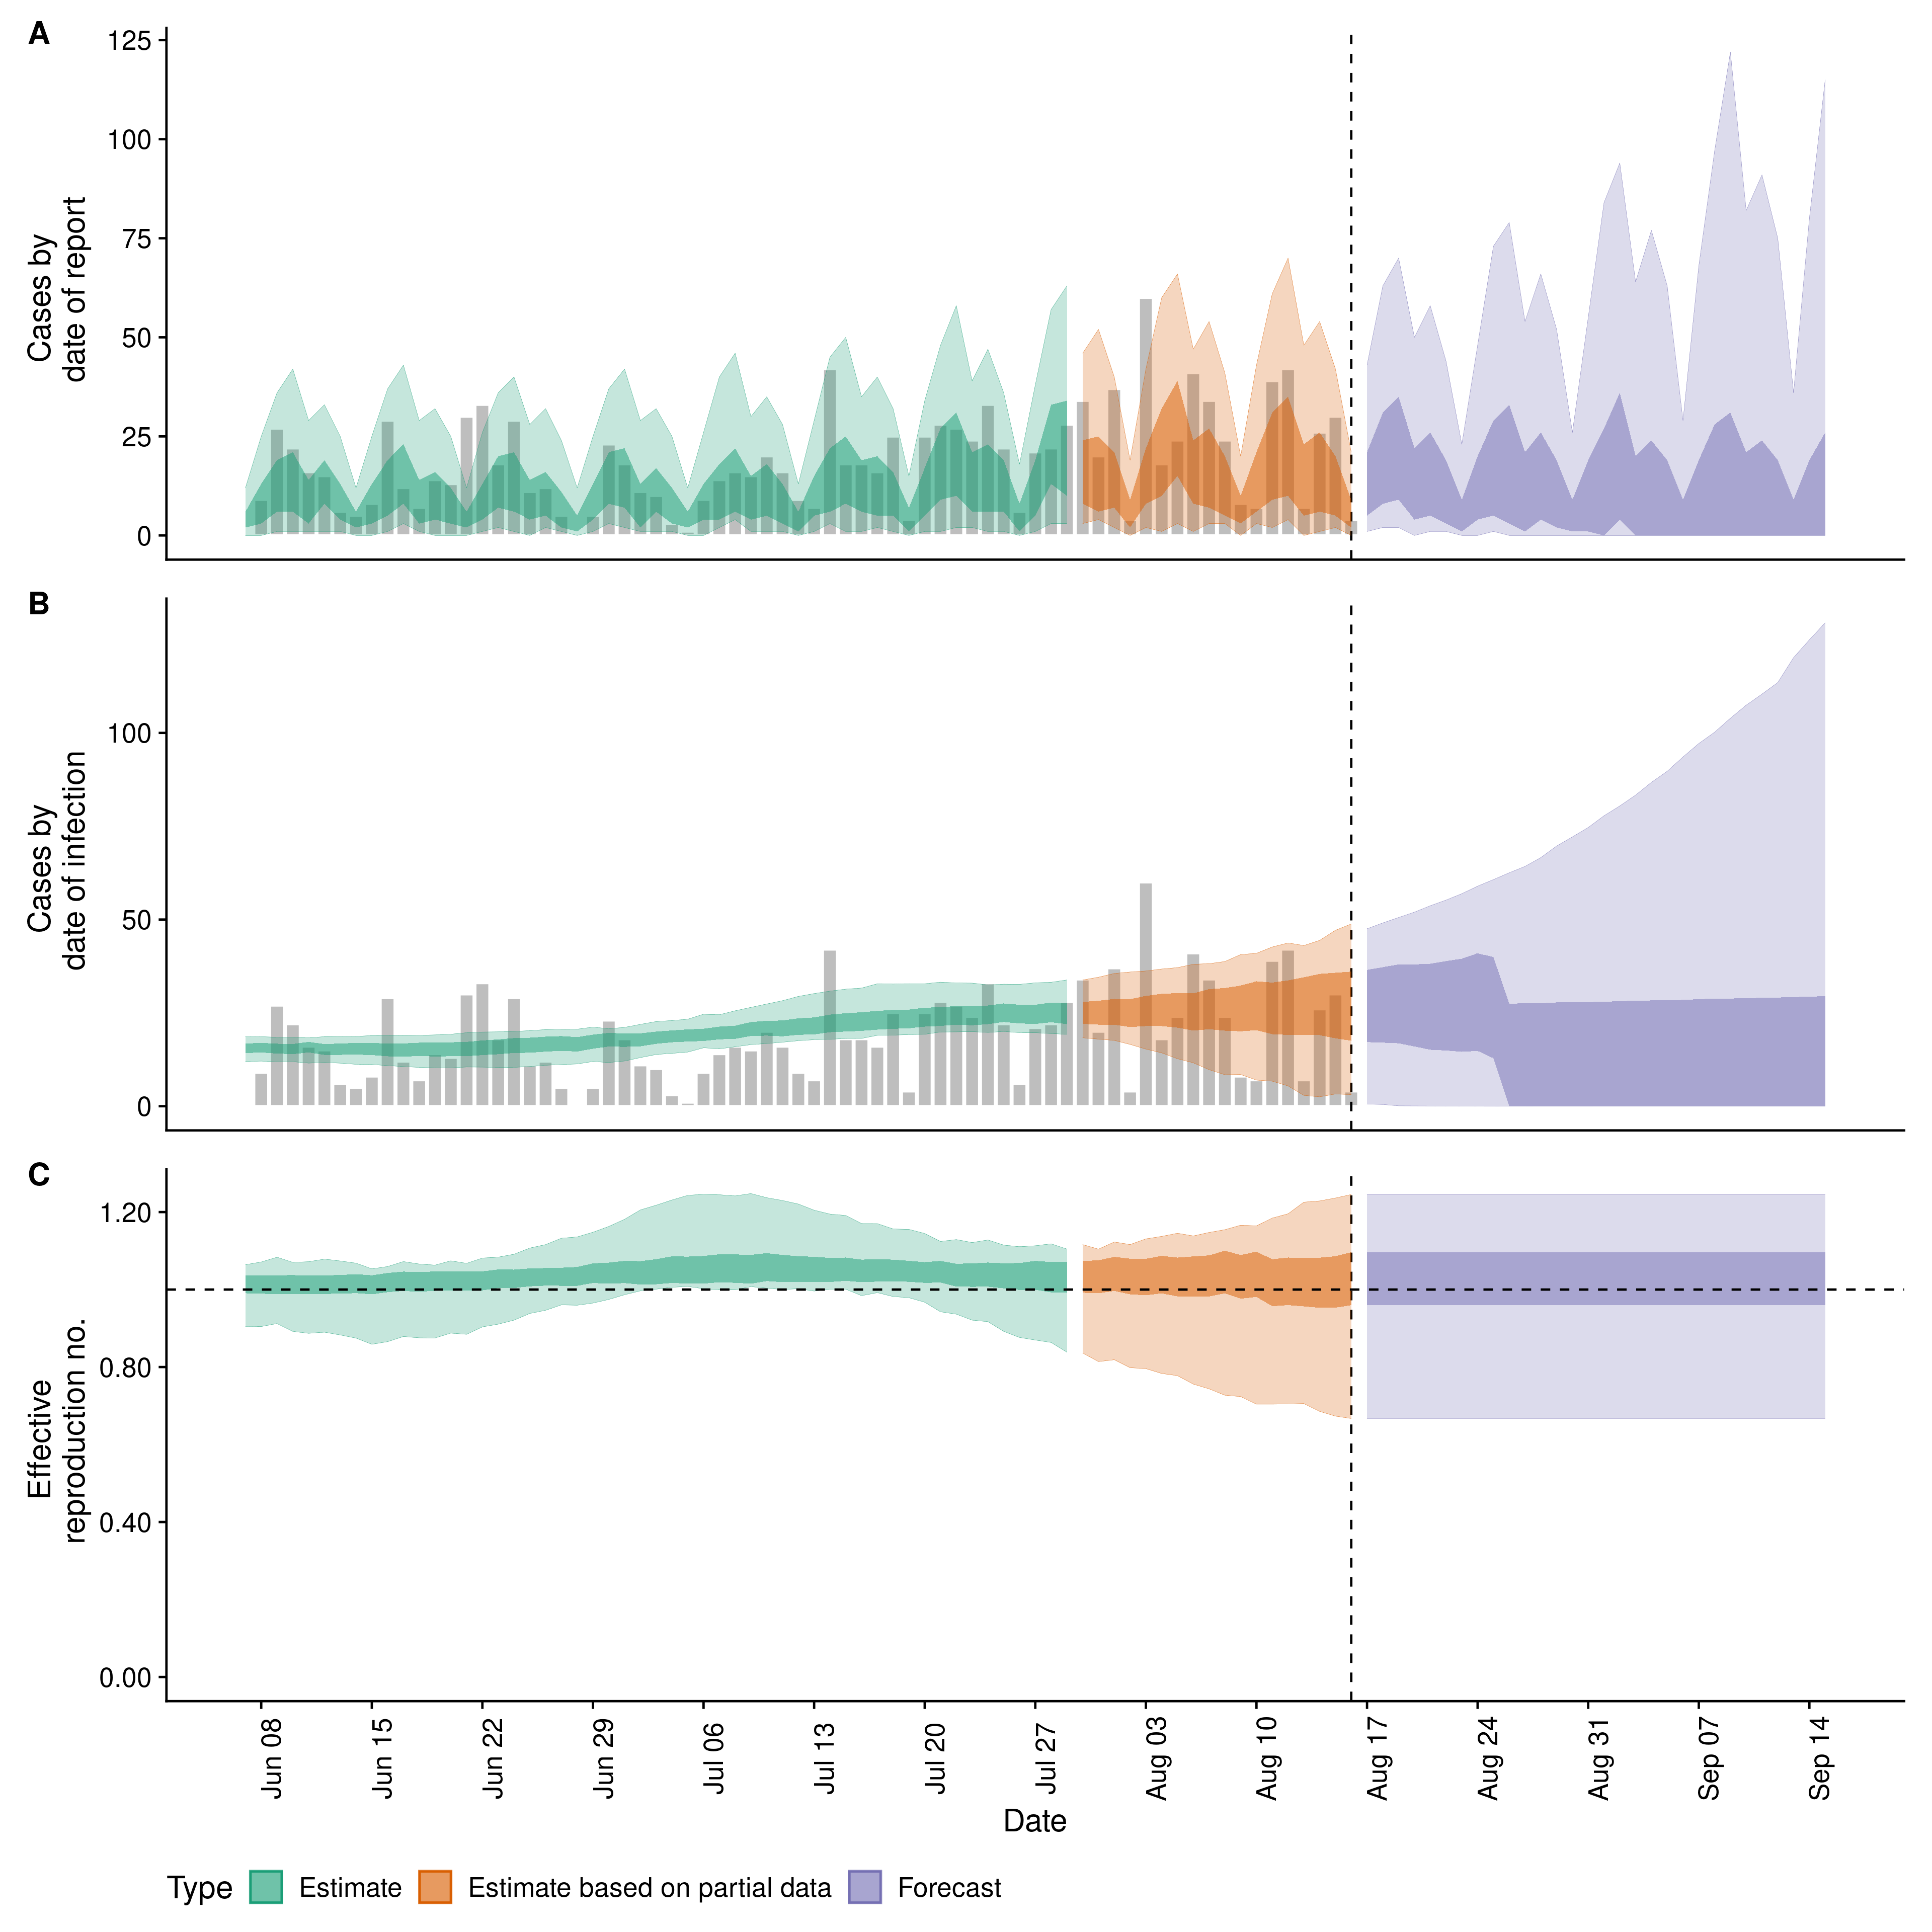 A
Cases by
date of report
125
100
75
50
25
0
B
Cases by
date of infection
100
50
0
C
Effective
reproduction no.
1.20
0.80
0.40
0.00
Jun 08
Jun 15
Jun 22
Jun 29
Jul 06
Jul 13
Jul 20
Jul 27
Aug 03
Aug 10
Aug 17
Aug 24
Aug 31
Sep 07
Sep 14
Date
Type Estimate Estimate based on partial data Forecast